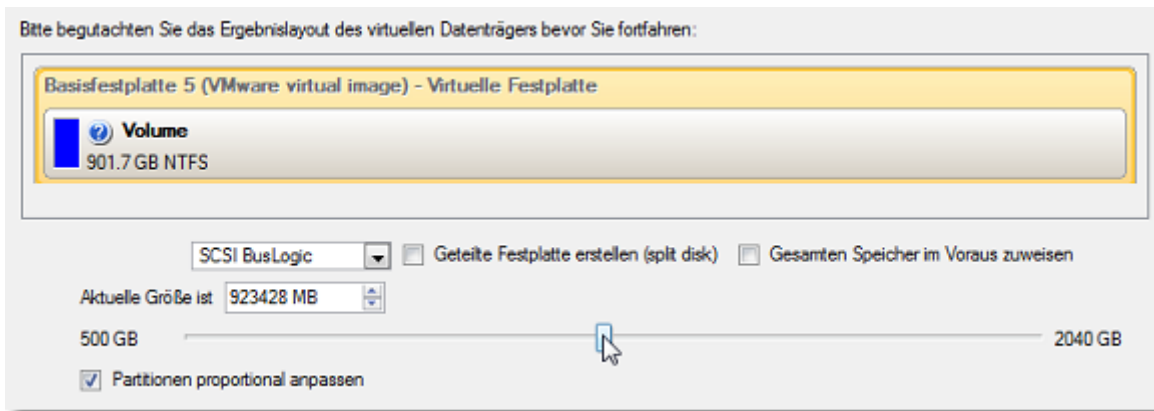 Bitte begutachten Sie das Ergebnislayout des virtuellen Datenträgers bevor Sie fortfahren:
Basisfestplatte 5 (VMware virtual image) - Virtuelle Festplatte
Volume
901.7 GB NTFS
SCSI BusLogic Geteilte Festplatte erstellen (split disk) Gesamten Speicher im Voraus zuweisen
Aktuelle Größe ist 923428 MB
500 GB 2040 GB
Partitionen proportional anpassen